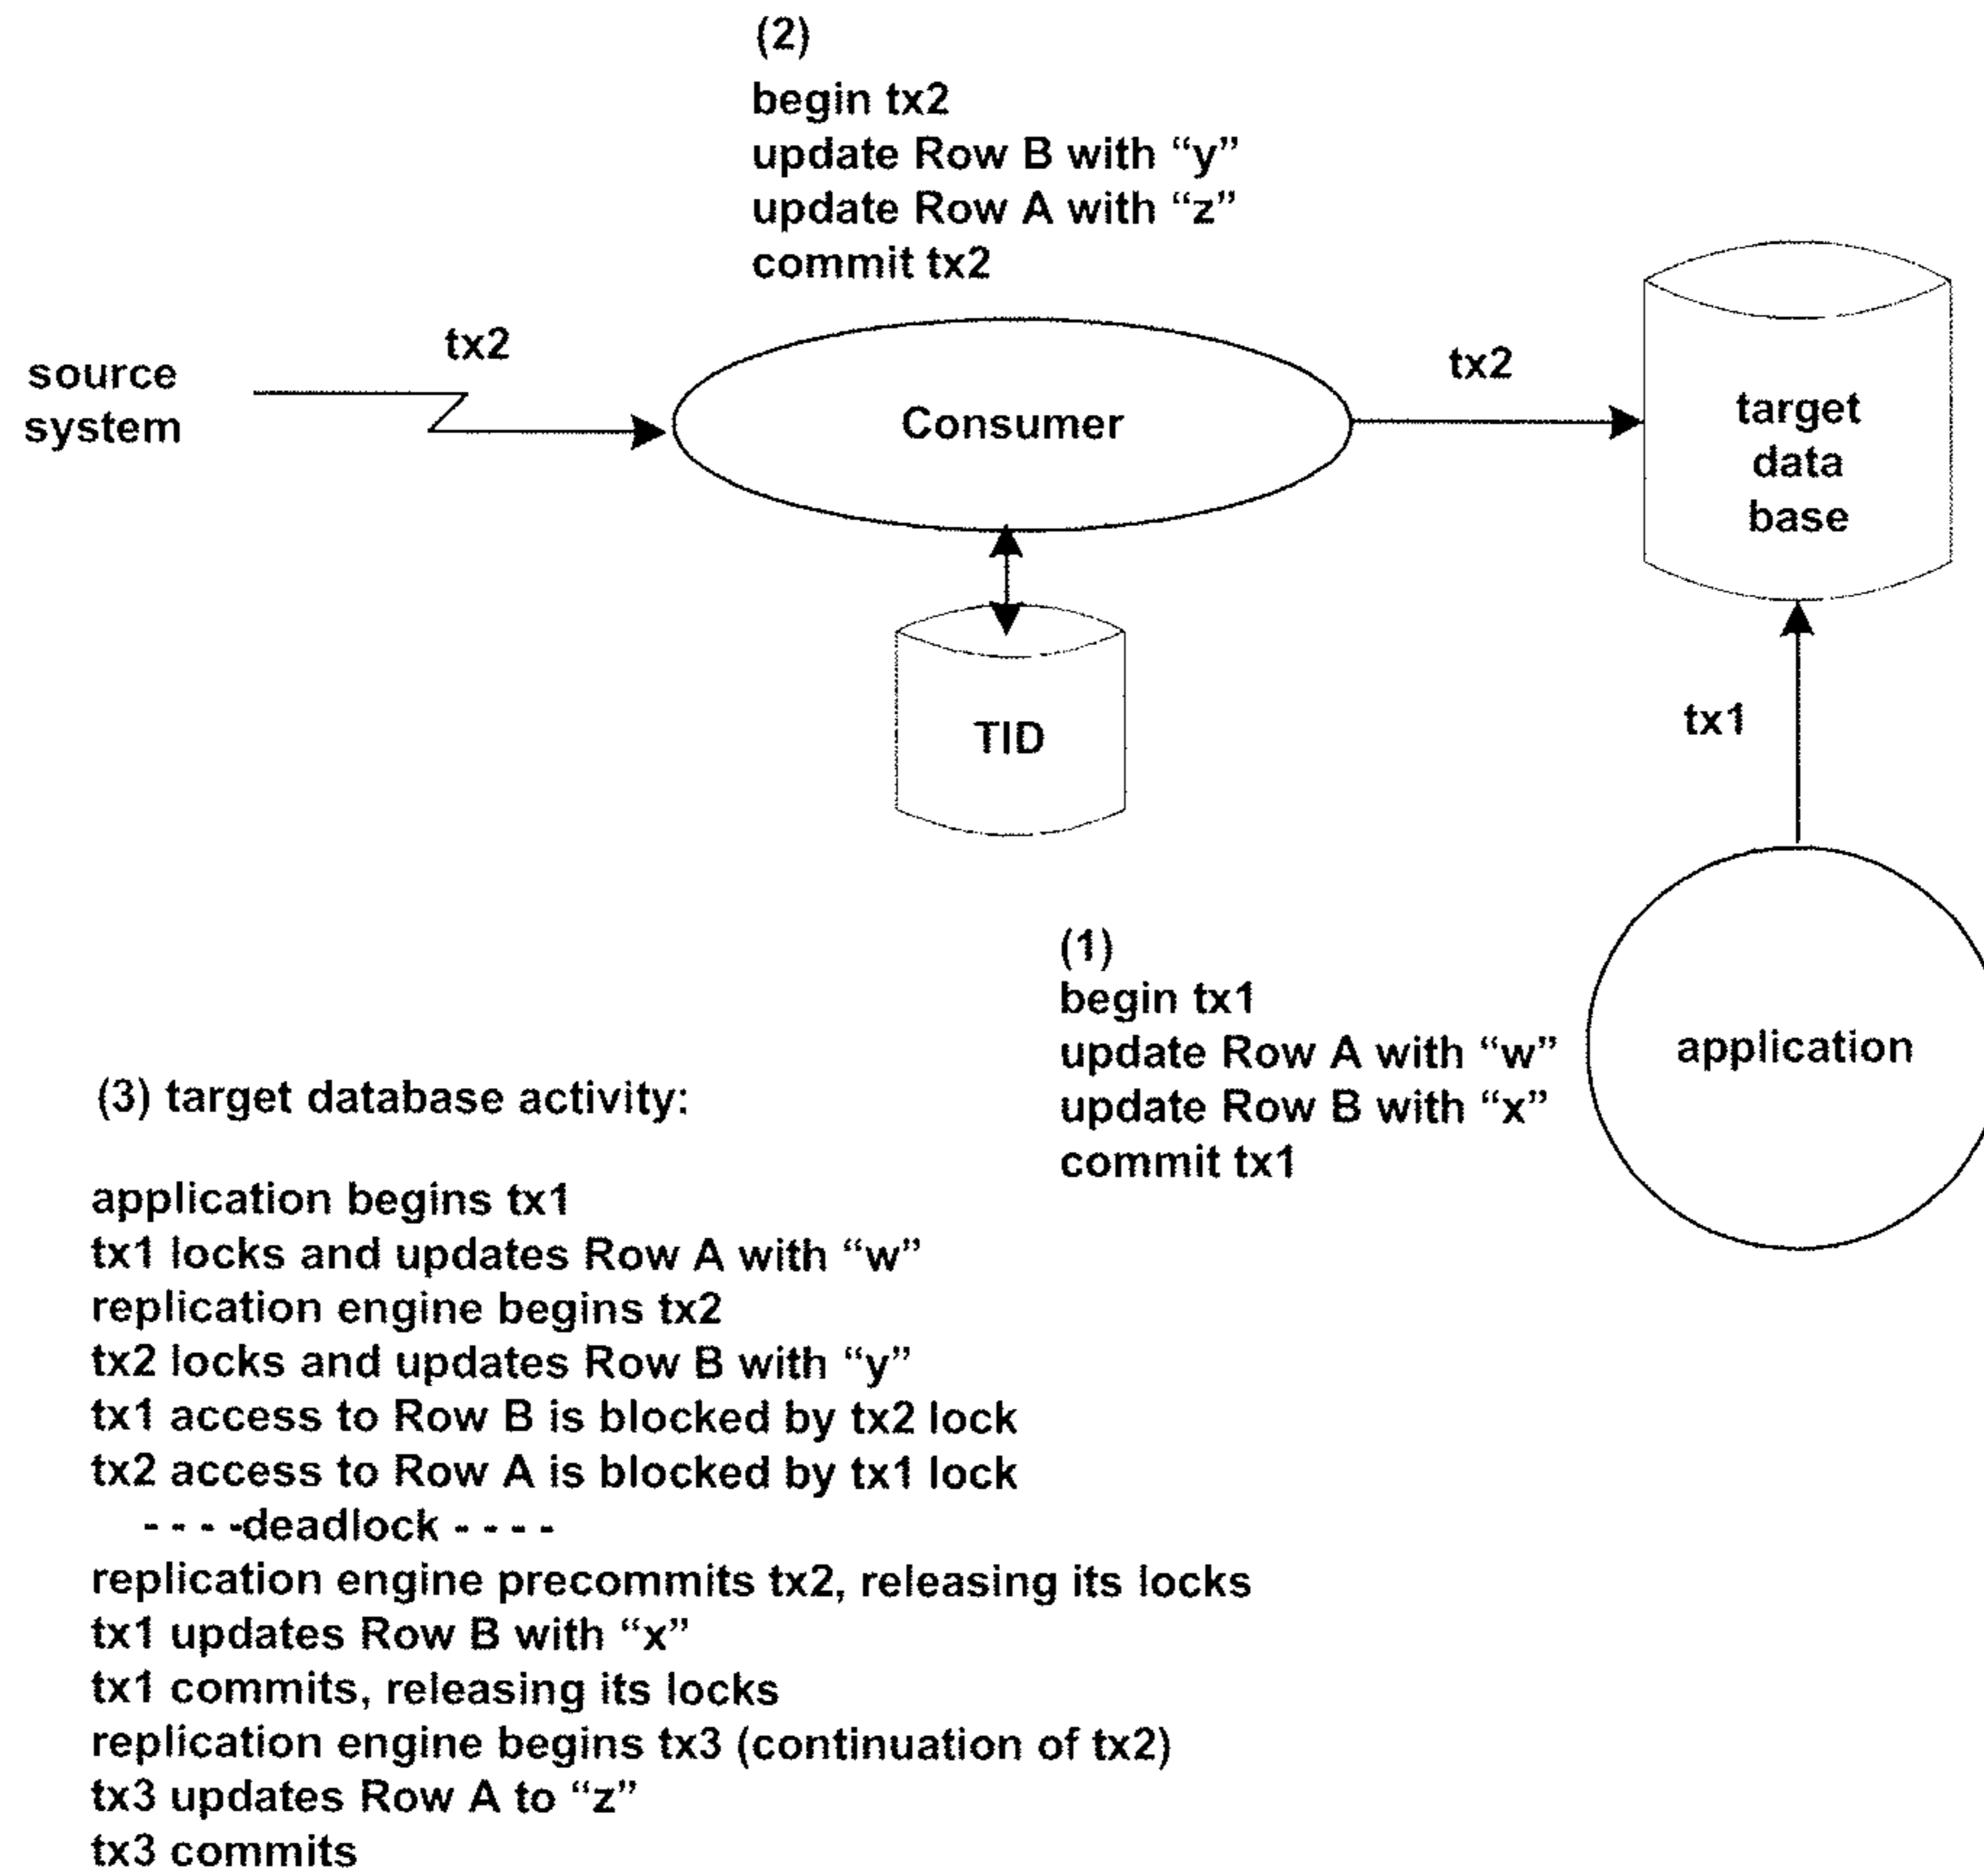 (2)
begin tx2
update Row B with “y”
update Row A with “z”
commit tx2
source
system
tx2
Consumer
tx2
target
data
base
TID
tx1
(1)
begin tx1
update Row A with “w”
update Row B with “x”
commit tx1
application
(3) target database activity:
application begins tx1
tx1 locks and updates Row A with “w”
replication engine begins tx2
tx2 locks and updates Row B with “y”
tx1 access to Row B is blocked by tx2 lock
tx2 access to Row A is blocked by tx1 lock
- - - -deadlock - - - -
replication engine precommits tx2, releasing its locks
tx1 updates Row B with “x”
tx1 commits, releasing its locks
replication engine begins tx3 (continuation of tx2)
tx3 updates Row A to “z”
tx3 commits